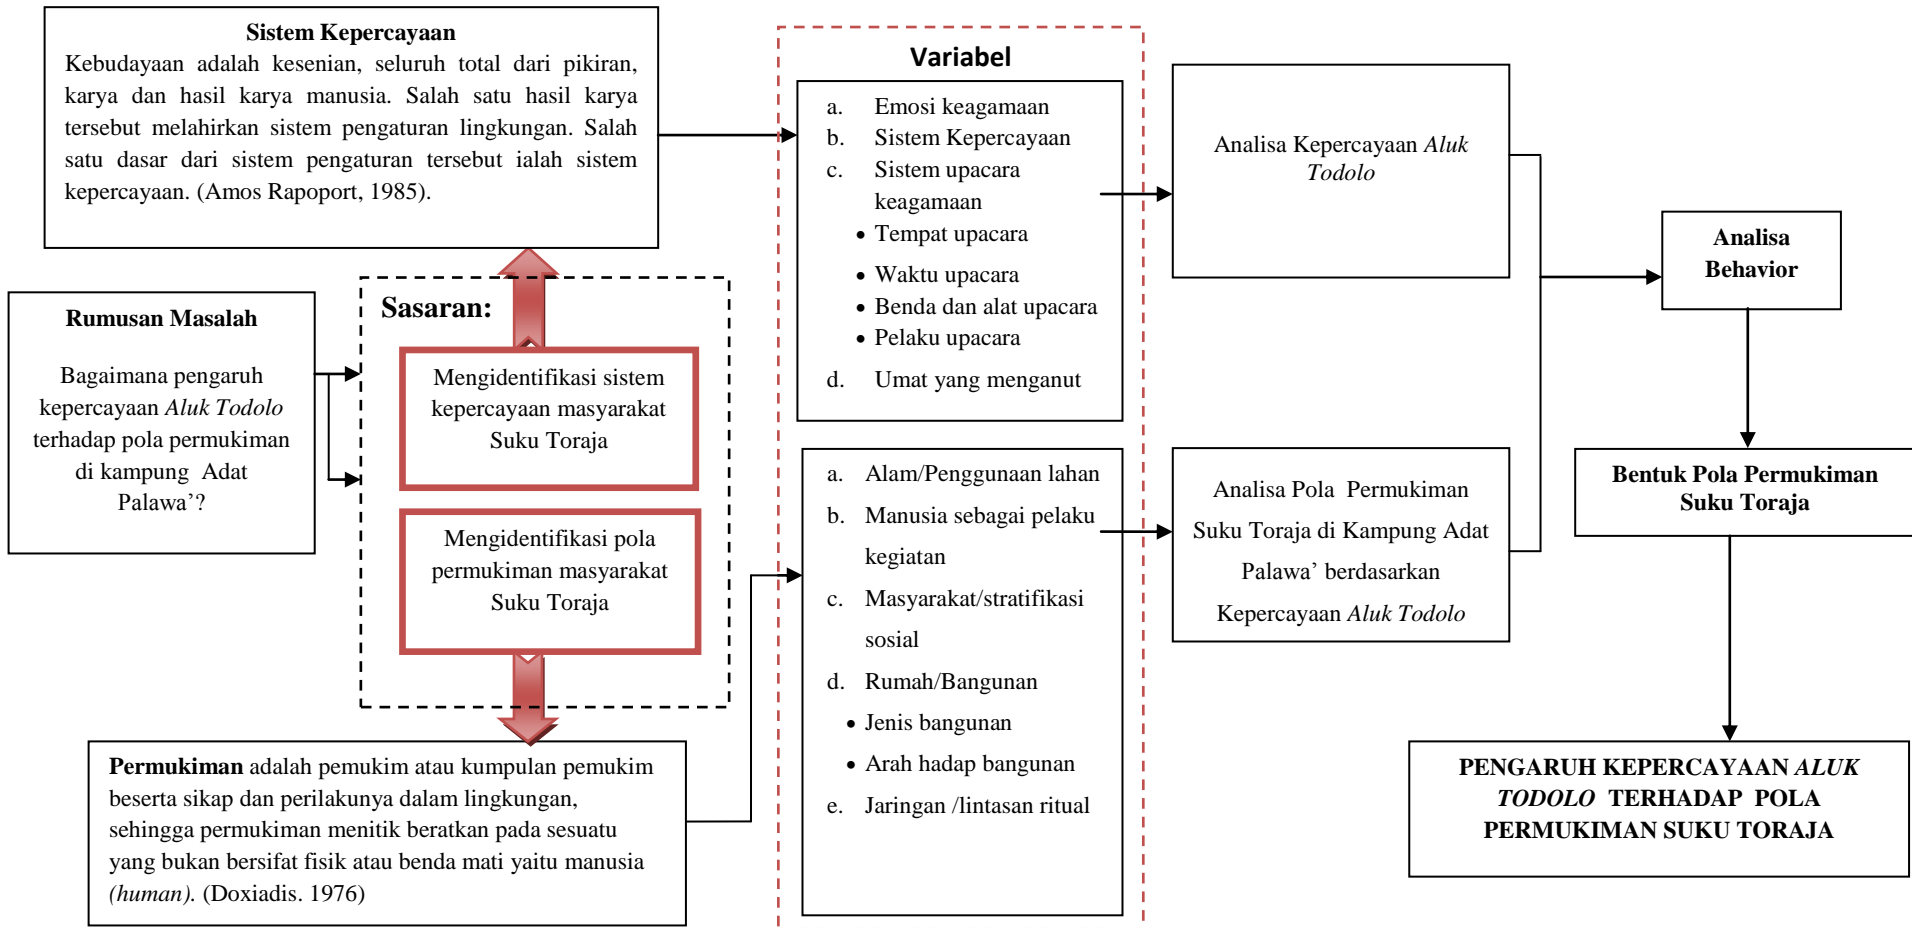 Sistem Kepercayaan
Kebudayaan adalah kesenian, seluruh total dari pikiran,
karya dan hasil karya manusia. Salah satu hasil karya
tersebut melahirkan sistem pengaturan lingkungan. Salah
satu dasar dari sistem pengaturan tersebut ialah sistem
kepercayaan. (Amos Rapoport, 1985).
Rumusan Masalah
Bagaimana pengaruh
kepercayaan Aluk Todolo
terhadap pola permukiman
di kampung Adat
Palawa’?
Sasaran:
Mengidentifikasi sistem
kepercayaan masyarakat
Suku Toraja
Mengidentifikasi pola
permukiman masyarakat
Suku Toraja
Permukiman adalah pemukim atau kumpulan pemukim
beserta sikap dan perilakunya dalam lingkungan,
sehingga permukiman menitik beratkan pada sesuatu
yang bukan bersifat fisik atau benda mati yaitu manusia
(human). (Doxiadis. 1976)
Variabel
a. Emosi keagamaan
b. Sistem Kepercayaan
c. Sistem upacara
keagamaan
• Tempat upacara
• Waktu upacara
• Benda dan alat upacara
• Pelaku upacara
d. Umat yang menganut
a. Alam/Penggunaan lahan
b. Manusia sebagai pelaku
kegiatan
c. Masyarakat/stratifikasi
sosial
d. Rumah/Bangunan
• Jenis bangunan
• Arah hadap bangunan
e. Jaringan /lintasan ritual
Analisa Kepercayaan Aluk
Todolo
Analisa Pola Permukiman
Suku Toraja di Kampung Adat
Palawa’ berdasarkan
Kepercayaan Aluk Todolo
Analisa
Behavior
Bentuk Pola Permukiman
Suku Toraja
PENGARUH KEPERCAYAAN ALUK
TODOLO TERHADAP POLA
PERMUKIMAN SUKU TORAJA